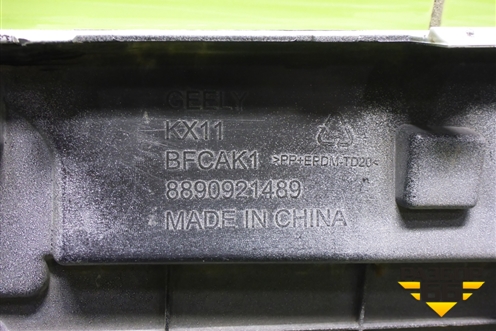 GEELY
KX11
BFCAK1
>PP+EPDM-TD20<
8890921489
MADE IN CHINA